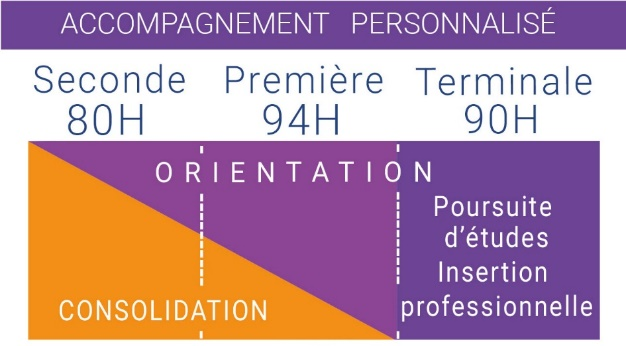 ACCOMPAGNEMENT PERSONNALISÉ
Seconde Première Terminale
80H 94H 90H
ORIENTATION
Poursuite
d'études
Insertion
professionnelle
CONSOLIDATION